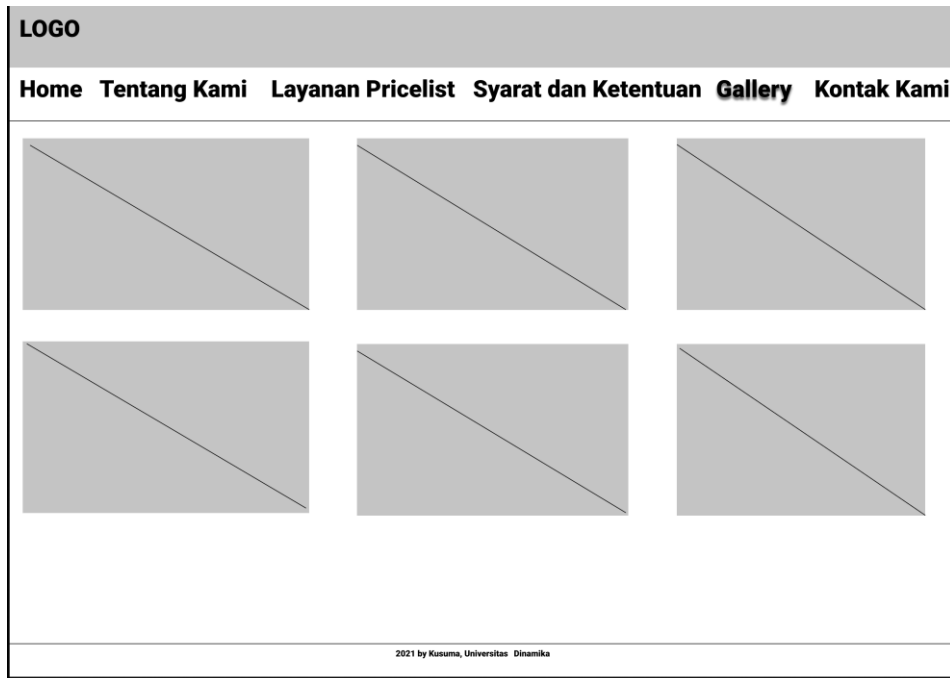 LOGO
Home Tentang Kami Layanan Pricelist Syarat dan Ketentuan Gallery Kontak Kami
2021 by Kusuma, Universitas Dinamika